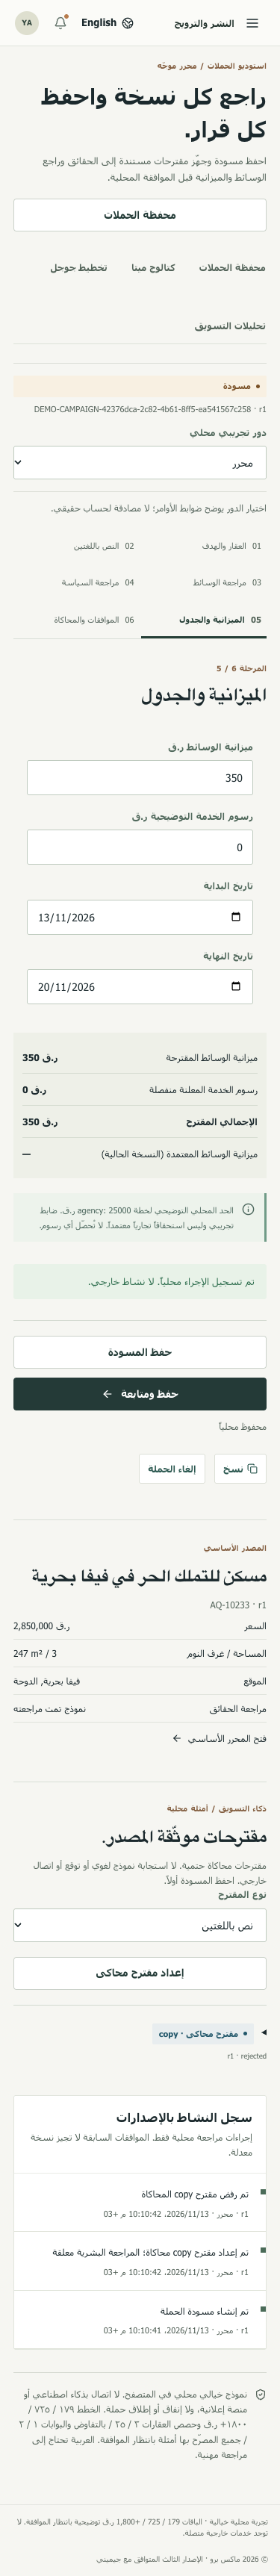 النشر والترويج
English
YA
استوديو الحملات / محرر موجّه
راجع كل نسخة واحفظ
كل قرار.
احفظ مسودة وجهّز مقترحات مستندة إلى الحقائق وراجع
الوسائط والميزانية قبل الموافقة المحلية.
محفظة الحملات
محفظة الحملات
كتالوج ميتا
تخطيط جوجل
تحليلات التسويق
مسودة
DEMO-CAMPAIGN-42376dca-2c82-4b61-8ff5-ea541567c258 · r1
دور تجريبي محلي
محرر
اختيار الدور يوضح ضوابط الأوامر؛ لا مصادقة لحساب حقيقي.
01 العقار والهدف
02 النص باللغتين
03 مراجعة الوسائط
04 مراجعة السياسة
05 الميزانية والجدول
06 الموافقات والمحاكاة
المرحلة 6 / 5
الميزانية والجدول
ميزانية الوسائط ر.ق
350
رسوم الخدمة التوضيحية ر.ق
0
تاريخ البداية
13/11/2026
تاريخ النهاية
20/11/2026
ميزانية الوسائط المقترحة
ر.ق 350
رسوم الخدمة المعلنة منفصلة
ر.ق 0
الإجمالي المقترح
ر.ق 350
ميزانية الوسائط المعتمدة (النسخة الحالية)
—
الحد المحلي التوضيحي لخطة agency: 25000 ر.ق. ضابط
تجريبي وليس استحقاقاً تجارياً معتمداً. لا تُحصّل أي رسوم.
تم تسجيل الإجراء محلياً. لا نشاط خارجي.
حفظ المسودة
حفظ ومتابعة
محفوظ محلياً
نسخ
إلغاء الحملة
المصدر الأساسي
مسكن للتملك الحر في فيفا بحرية
AQ-10233 · r1
السعر
ر.ق 2,850,000
المساحة / غرف النوم
247 m² / 3
الموقع
فيفا بحرية, الدوحة
مراجعة الحقائق
نموذج تمت مراجعته
فتح المحرر الأساسي
ذكاء التسويق / أمثلة محلية
مقترحات موثّقة المصدر.
مقترحات محاكاة حتمية. لا استجابة نموذج لغوي أو توقع أو اتصال
خارجي. احفظ المسودة أولاً.
نوع المقترح
نص باللغتين
إعداد مقترح محاكى
مقترح محاكى · copy
r1 · rejected
سجل النشاط بالإصدارات
إجراءات مراجعة محلية فقط. الموافقات السابقة لا تجيز نسخة
معدلة.
تم رفض مقترح copy المحاكاة
r1 · محرر · 2026/11/13، 10:10:42 م +03
تم إعداد مقترح copy محاكاة؛ المراجعة البشرية معلقة
r1 · محرر · 2026/11/13، 10:10:42 م +03
تم إنشاء مسودة الحملة
r1 · محرر · 2026/11/13، 10:10:41 م +03
نموذج خيالي محلي في المتصفح. لا اتصال بذكاء اصطناعي أو
منصة إعلانية، ولا إنفاق أو إطلاق حملة. الخطط ١٧٩ / ٧٢٥ /
١٨٠٠+ ر.ق وحصص العقارات ٣ / ٢٥ / بالتفاوض والبوابات ١ / ٢
/ جميع المصرّح بها أمثلة بانتظار الموافقة. العربية تحتاج إلى
مراجعة مهنية.
تجربة محلية خيالية · الباقات 179 / 725 / +1,800 ر.ق توضيحية بانتظار الموافقة. لا
توجد خدمات خارجية متصلة.
© 2026 ماكس برو · الإصدار الثالث المتوافق مع جيميني